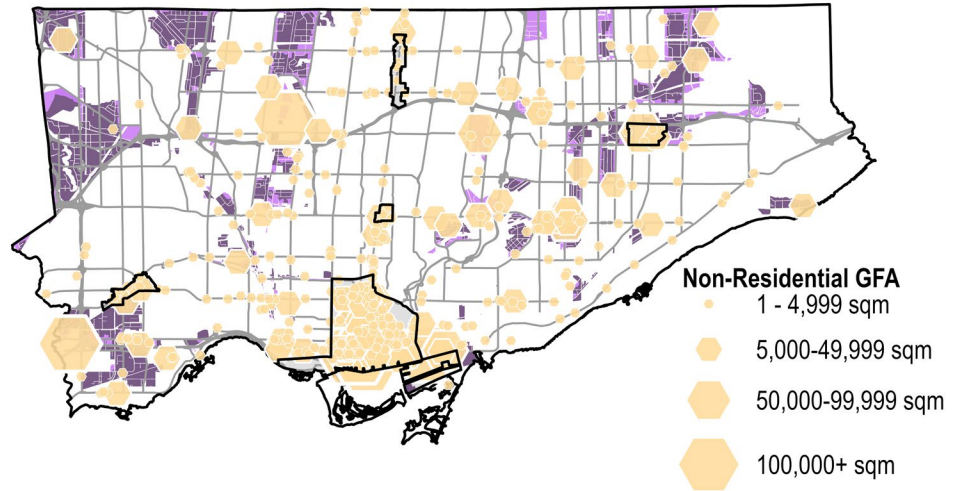 Non-Residential GFA
1 - 4,999 sqm
5,000-49,999 sqm
50,000-99,999 sqm
100,000+ sqm